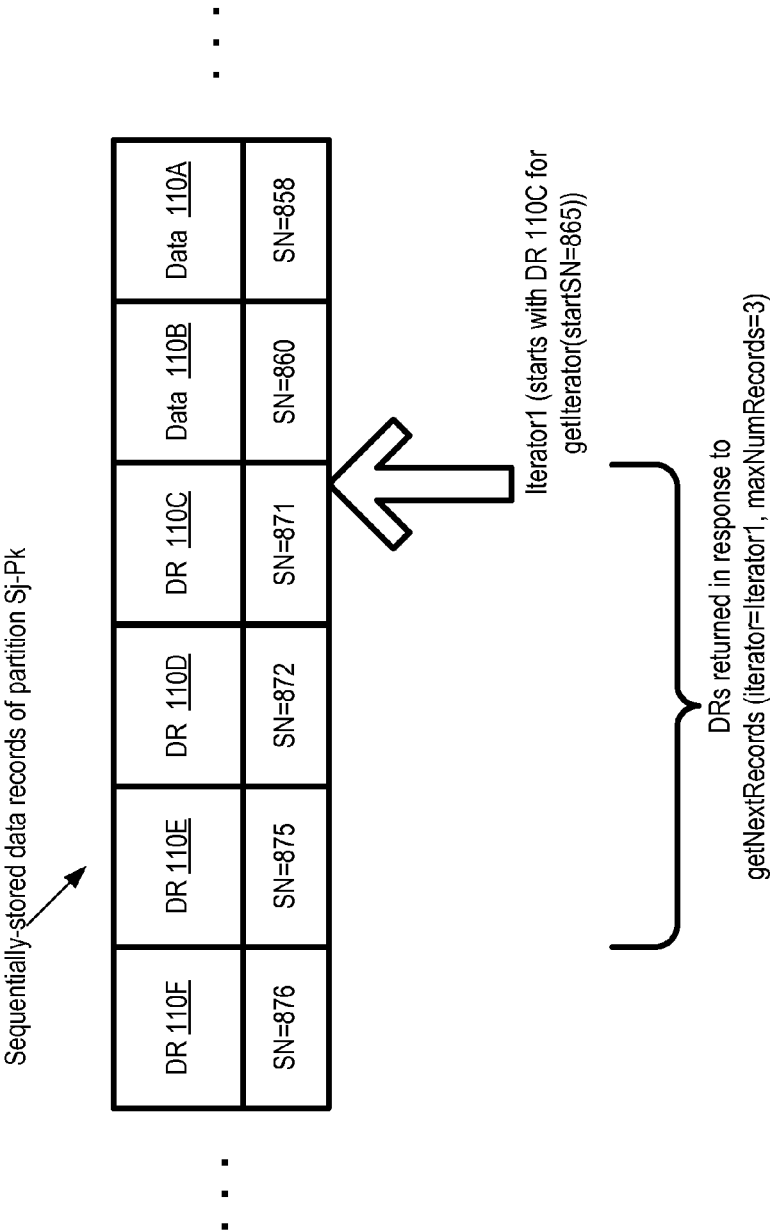 Sequentially-stored data records of partition Sj-Pk
DR 110F
DR 110E
DR 110D
DR 110C
Data 110B
Data 110A
SN=876
SN=875
SN=872
SN=871
SN=860
SN=858
Iterator1 (starts with DR 110C for
getIterator(startSN=865))
DRs returned in response to
getNextRecords (iterator=Iterator1, maxNumRecords=3)